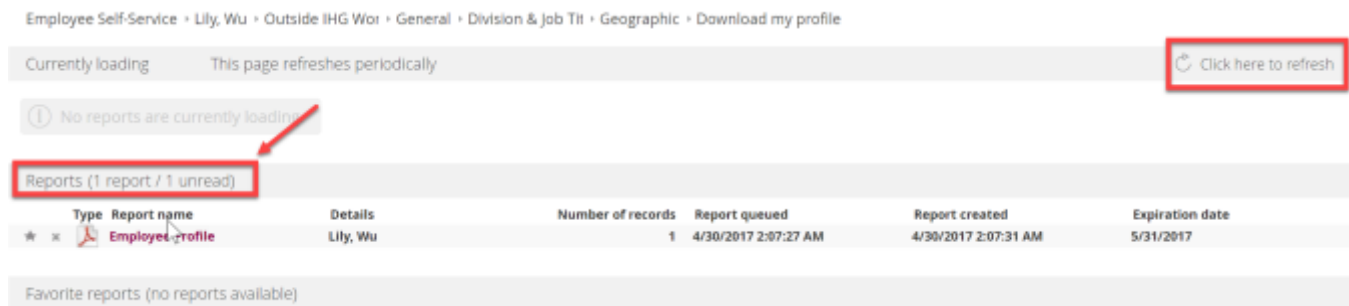 Employee Self-Service › Lily, Wu › Outside IHG Wor › General › Division & Job Tit › Geographic › Download my profile
Currently loading This page refreshes periodically Click here to refresh
No reports are currently loading
Reports (1 report / 1 unread)
Type Report name Details Number of records Report queued Report created Expiration date
Employee Profile Lily, Wu 1 4/30/2017 2:07:27 AM 4/30/2017 2:07:31 AM 5/31/2017
Favorite reports (no reports available)